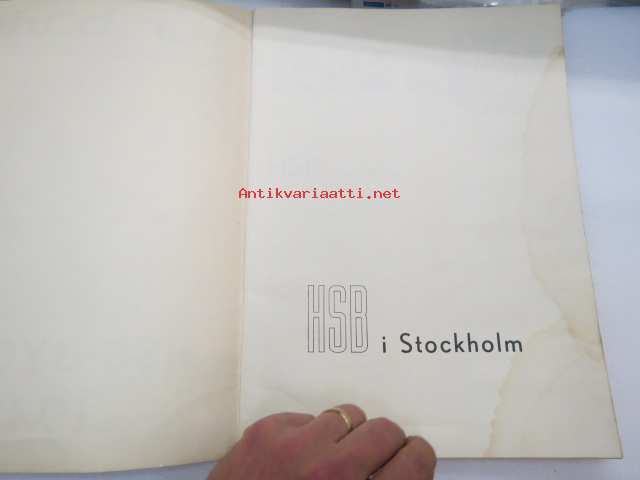 Antikvariaatti.net
HSB i Stockholm